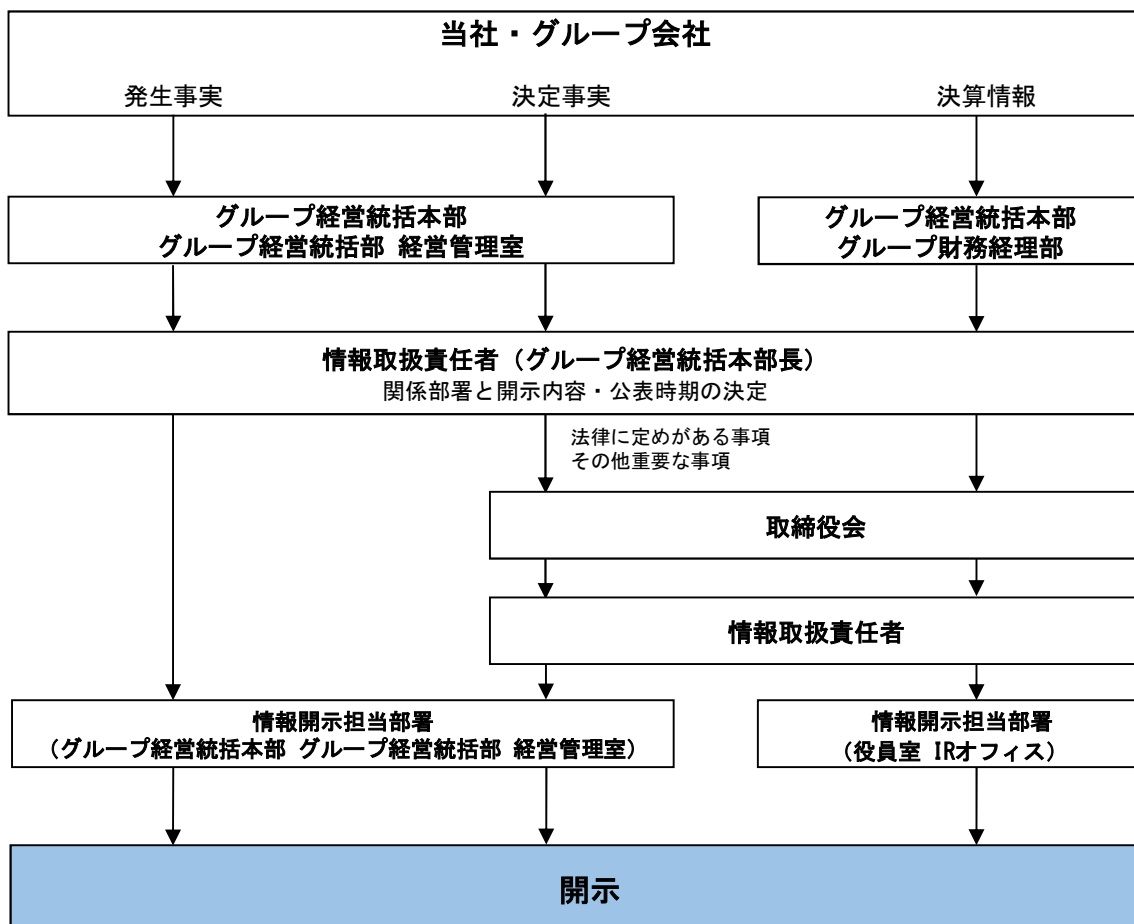 当社・グループ会社
発生事実
決定事実
決算情報
グループ経営統括本部
グループ経営統括部 経営管理室
グループ経営統括本部
グループ財務経理部
情報取扱責任者（グループ経営統括本部長）
関係部署と開示内容・公表時期の決定
法律に定めがある事項
その他重要な事項
取締役会
情報取扱責任者
情報開示担当部署
（グループ経営統括本部 グループ経営統括部 経営管理室）
情報開示担当部署
（役員室 IRオフィス）
開示